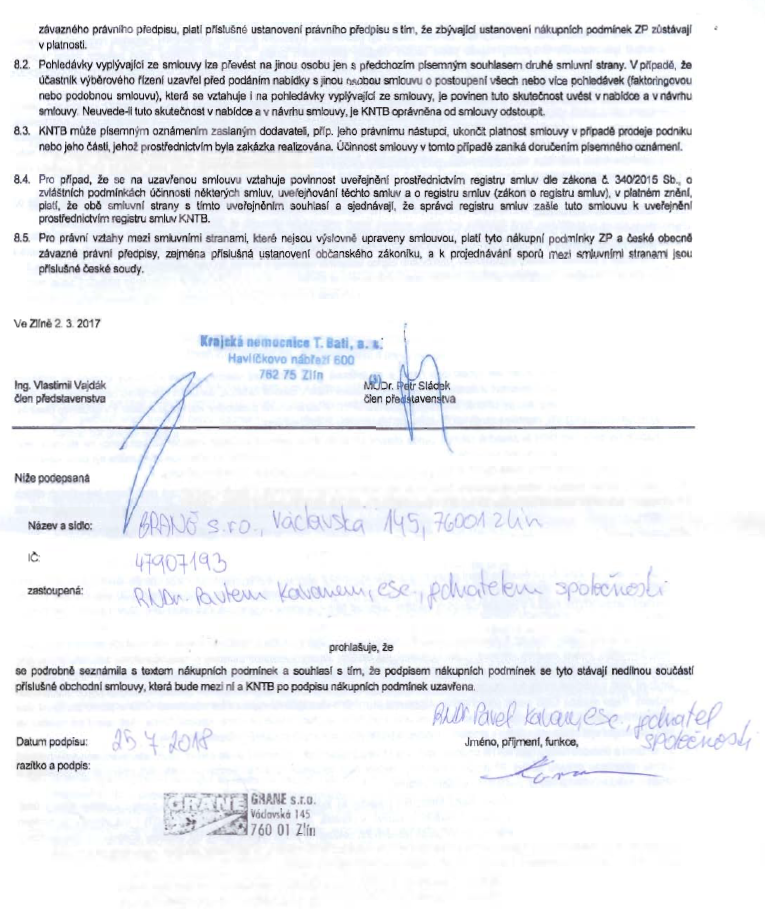 závazného právního předpisu, platí příslušné ustanovení právního předpisu s tím, že zbývající ustanovení nákupních podmínek ZP zůstávají
v platnosti.
8.2. Pohledávky vyplývající ze smlouvy lze převést na jinou osobu jen s předchozím písemným souhlasem druhé smluvní strany. V případě, že
účastník výběrového řízení uzavřel před podáním nabídky s jinou osobou smlouvu o postoupení všech nebo více pohledávek (faktoringovou
nebo podobnou smlouvu), která se vztahuje i na pohledávky vyplývající ze smlouvy, je povinen tuto skutečnost uvést v nabídce a v návrhu
smlouvy. Neuvede-li tuto skutečnost v nabídce a v návrhu smlouvy, je KNTB oprávněna od smlouvy odstoupit.
8.3. KNTB může písemným oznámením zaslaným dodavateli, příp. jeho právnímu nástupci, ukončit platnost smlouvy v případě prodeje podniku
nebo jeho části, jehož prostřednictvím byla zakázka realizována. Účinnost smlouvy v tomto případě zaniká doručením písemného oznámení.
8.4. Pro případ, že se na uzavřenou smlouvu vztahuje povinnost uveřejnění prostřednictvím registru smluv dle zákona č. 340/2015 Sb., o
zvláštních podmínkách účinnosti některých smluv, uveřejňování těchto smluv a o registru smluv (zákon o registru smluv), v platném znění,
platí, že obě smluvní strany s tímto uveřejněním souhlasí a sjednávají, že správci registru smluv zašle tuto smlouvu k uveřejnění
prostřednictvím registru smluv KNTB.
8.5. Pro právní vztahy mezi smluvními stranami, které nejsou výslovně upraveny smlouvou, platí tyto nákupní podmínky ZP a české obecně
závazné právní předpisy, zejména příslušná ustanovení občanského zákoníku, a k projednávání sporů mezi smluvními stranami jsou
příslušné české soudy.
Ve Zlíně 2. 3. 2017
Krajská nemocnice T. Bati, a. s.
Havlíčkovo nábřeží 600
762 75 Zlín
Ing. Vlastimil Vajdák
člen představenstva
MUDr. Petr Sládek
člen představenstva
Níže podepsaná
Název a sídlo: GRANE s.r.o., Václavská 145, 76001 Zlín
IČ: 47907193
zastoupená: RNDr. Pavlem Kavanem, CSc., jednatelem společnosti
prohlašuje, že
se podrobně seznámila s textem nákupních podmínek a souhlasí s tím, že podpisem nákupních podmínek se tyto stávají nedílnou součástí
příslušné obchodní smlouvy, která bude mezi ní a KNTB po podpisu nákupních podmínek uzavřena.
RNDr Pavel Kavan, CSc., jednatel
společnosti
Datum podpisu: 25 7 2018
Jméno, příjmení, funkce,
razítko a podpis:
GRANE
GRANE s.r.o.
Václavská 145
760 01 Zlín